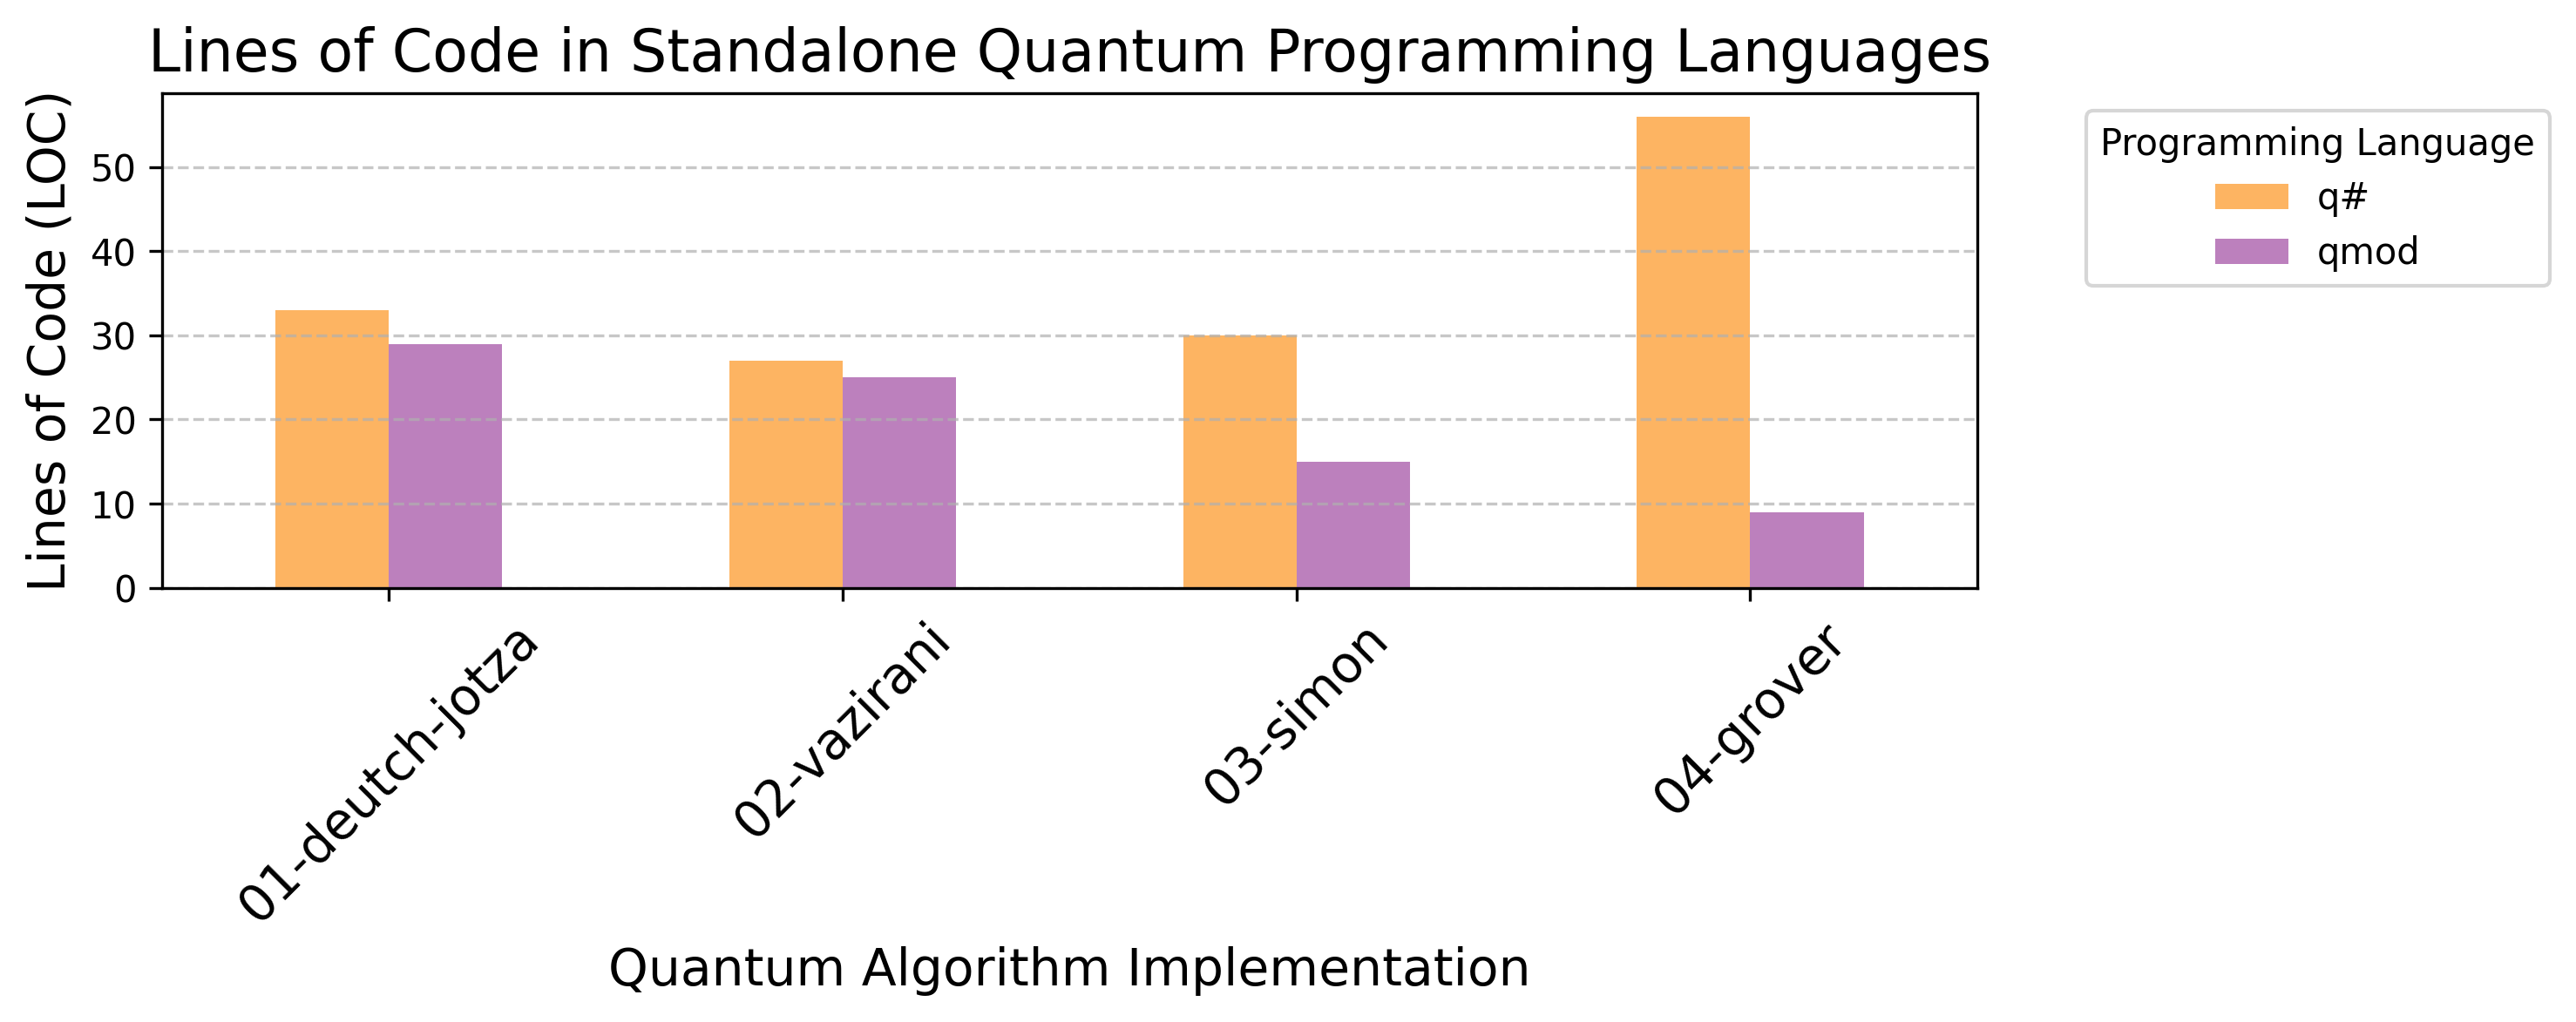 Lines of Code in Standalone Quantum Programming Languages
Lines of Code (LOC)
50
40
30
20
10
0
01-deutch-jotza
02-vazirani
03-simon
04-grover
Quantum Algorithm Implementation
Programming Language
q#
qmod